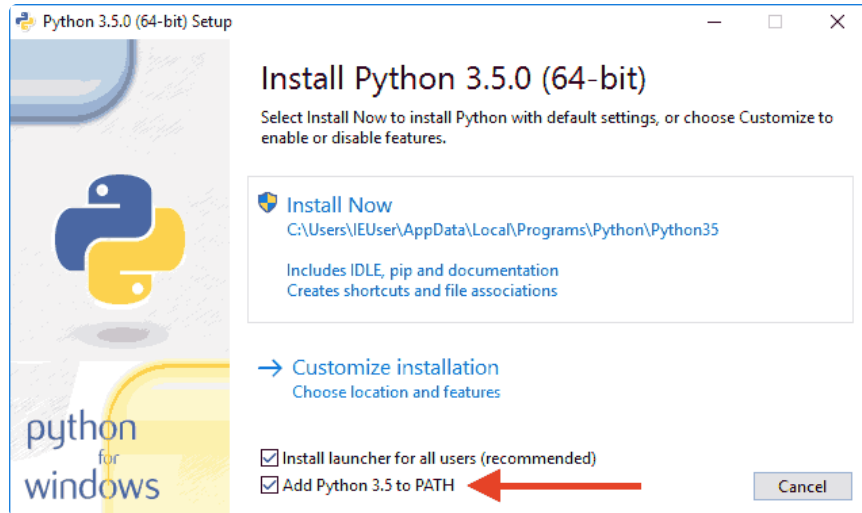 Python 3.5.0 (64-bit) Setup
Install Python 3.5.0 (64-bit)
Select Install Now to install Python with default settings, or choose Customize to
enable or disable features.
Install Now
C:\Users\IEUser\AppData\Local\Programs\Python\Python35
Includes IDLE, pip and documentation
Creates shortcuts and file associations
Customize installation
Choose location and features
python
for
windows
Install launcher for all users (recommended)
Add Python 3.5 to PATH
Cancel